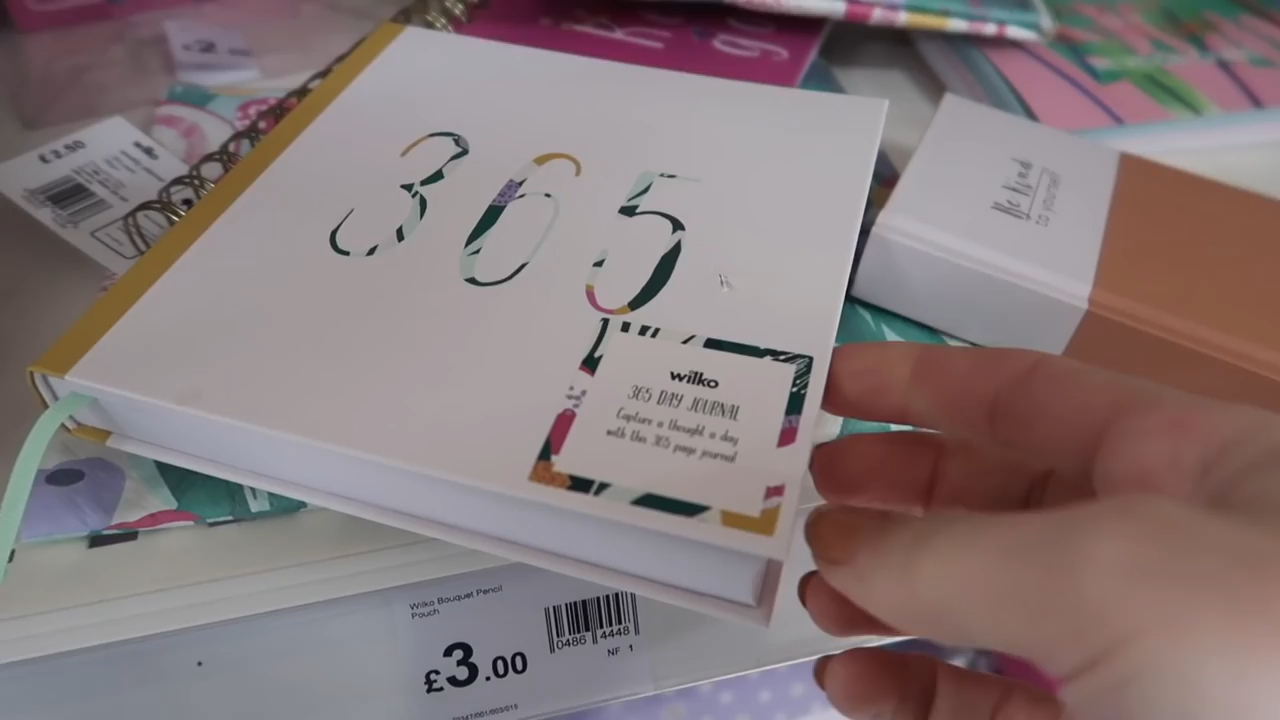 £2.50
wilko
365
Be Kind
to yourself
wilko
365 DAY JOURNAL
Capture a thought a day
with this 365 page journal
Wilko Bouquet Pencil
Pouch
0486 4448
£3.00
NF 1